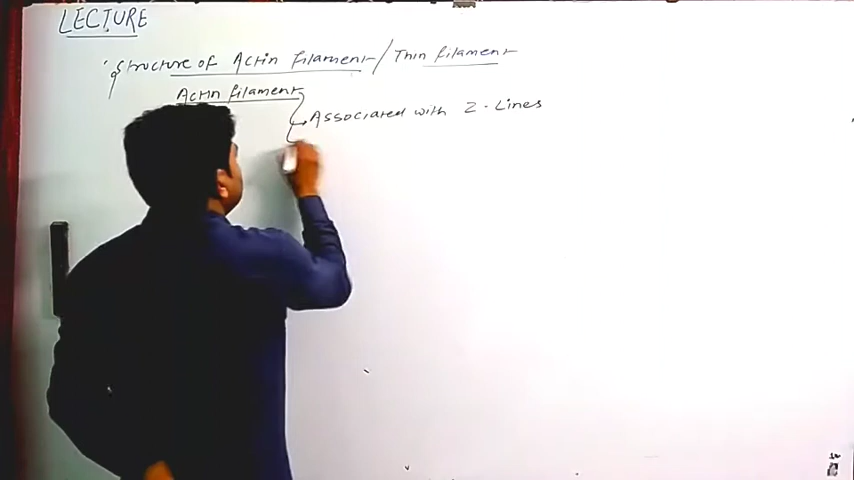 LECTURE
Structure of Actin filament / Thin filament
Actin filament
Associated with Z-Lines